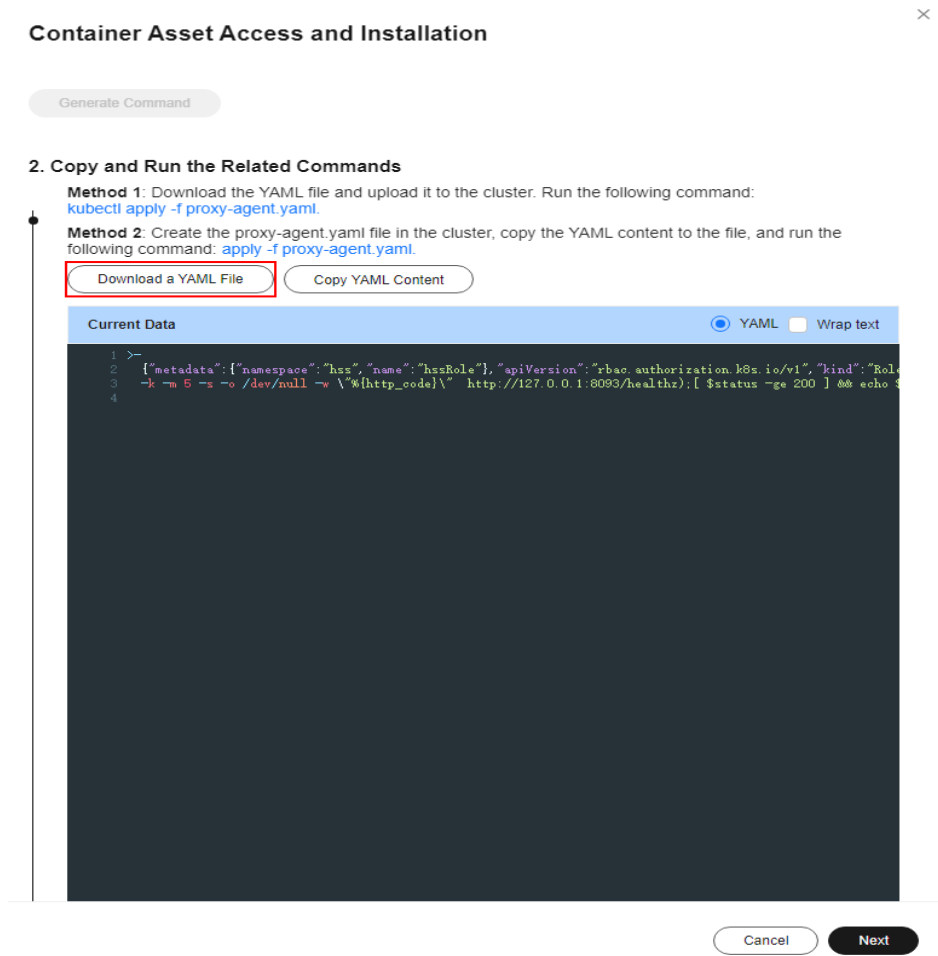 Container Asset Access and Installation
Generate Command
2. Copy and Run the Related Commands
Method 1: Download the YAML file and upload it to the cluster. Run the following command:
kubectl apply -f proxy-agent.yaml.
Method 2: Create the proxy-agent.yaml file in the cluster, copy the YAML content to the file, and run the
following command: apply -f proxy-agent.yaml.
Download a YAML File Copy YAML Content
Current Data YAML Wrap text
1 >-
2 {"metadata":{"namespace":"hss","name":"hssRole"},"apiVersion":"rbac.authorization.k8s.io/v1","kind":"Role
3 -k -m 5 -s -o /dev/null -w \"%{http_code}\" http://127.0.0.1:8093/healthz);[ $status -ge 200 ] && echo $
4
Cancel Next